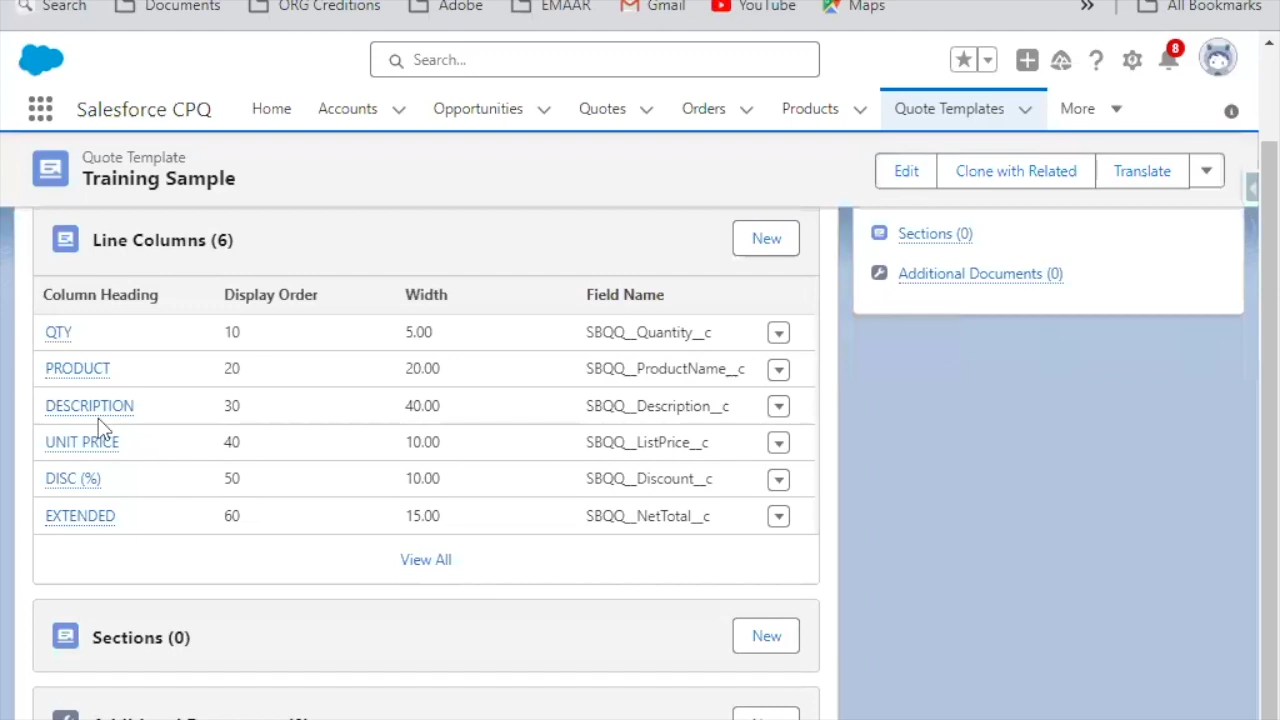 Search Documents ORG Creditions Adobe EMAAR Gmail YouTube Maps » All Bookmarks
Search... 8
Salesforce CPQ Home Accounts Opportunities Quotes Orders Products Quote Templates More
Quote Template
Training Sample
Edit Clone with Related Translate
Line Columns (6) New
Sections (0)
Additional Documents (0)
Column Heading Display Order Width Field Name
QTY 10 5.00 SBQQ__Quantity__c
PRODUCT 20 20.00 SBQQ__ProductName__c
DESCRIPTION 30 40.00 SBQQ__Description__c
UNIT PRICE 40 10.00 SBQQ__ListPrice__c
DISC (%) 50 10.00 SBQQ__Discount__c
EXTENDED 60 15.00 SBQQ__NetTotal__c
View All
Sections (0) New